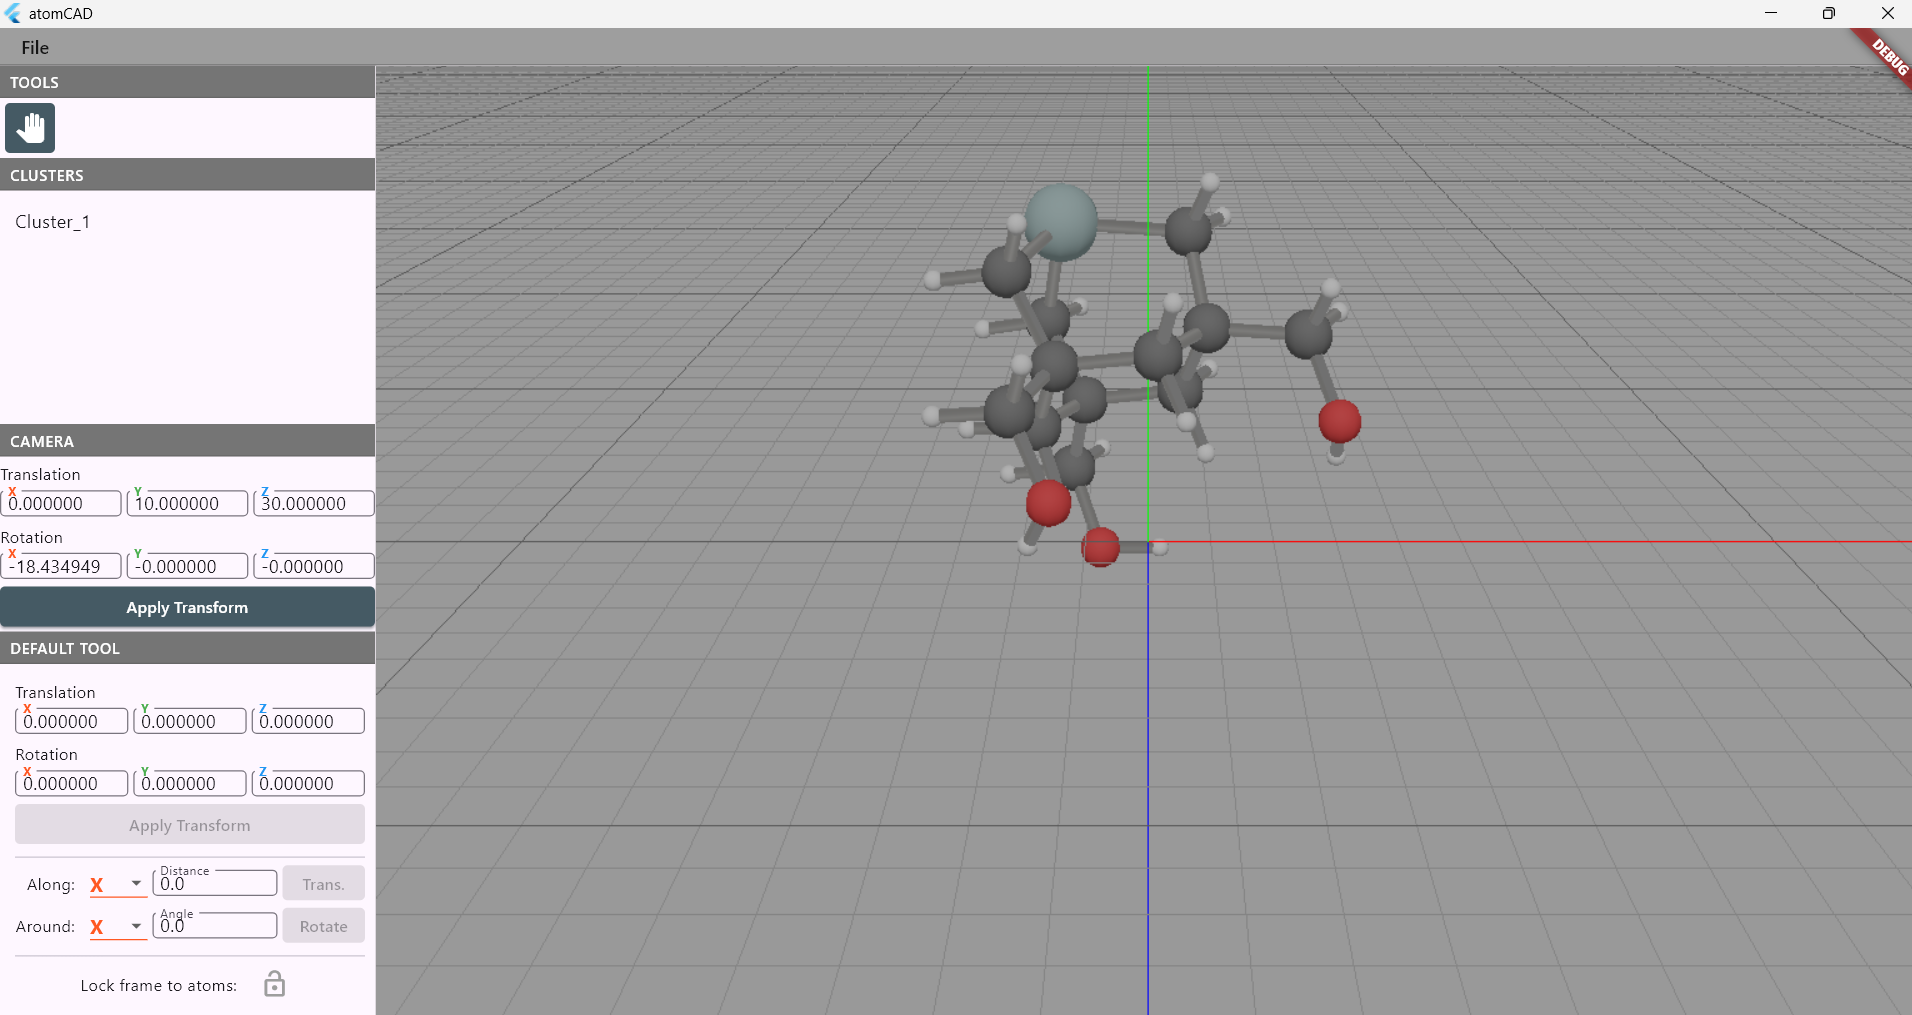 atomCAD
File
DEBUG
TOOLS
CLUSTERS
Cluster_1
CAMERA
Translation
X Y Z
0.000000 10.000000 30.000000
Rotation
X Y Z
-18.434949 -0.000000 -0.000000
Apply Transform
DEFAULT TOOL
Translation
X Y Z
0.000000 0.000000 0.000000
Rotation
X Y Z
0.000000 0.000000 0.000000
Apply Transform
Distance
Along: X 0.0 Trans.
Angle
Around: X 0.0 Rotate
Lock frame to atoms: